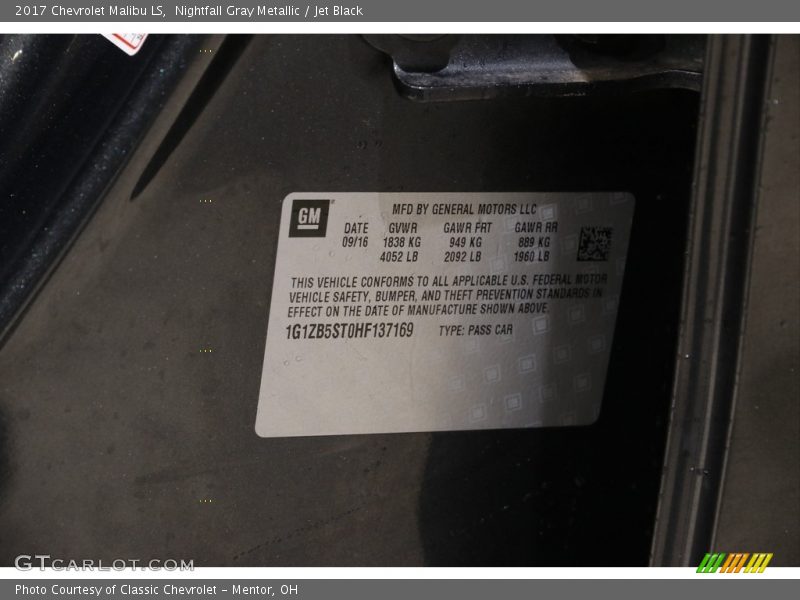 2017 Chevrolet Malibu LS, Nightfall Gray Metallic / Jet Black
GM
MFD BY GENERAL MOTORS LLC
DATE GVWR GAWR FRT GAWR RR
09/16 1838 KG 949 KG 889 KG
4052 LB 2092 LB 1960 LB
THIS VEHICLE CONFORMS TO ALL APPLICABLE U.S. FEDERAL MOTOR
VEHICLE SAFETY, BUMPER, AND THEFT PREVENTION STANDARDS IN
EFFECT ON THE DATE OF MANUFACTURE SHOWN ABOVE.
1G1ZB5ST0HF137169 TYPE: PASS CAR
GTCARLOT.COM
Photo Courtesy of Classic Chevrolet - Mentor, OH